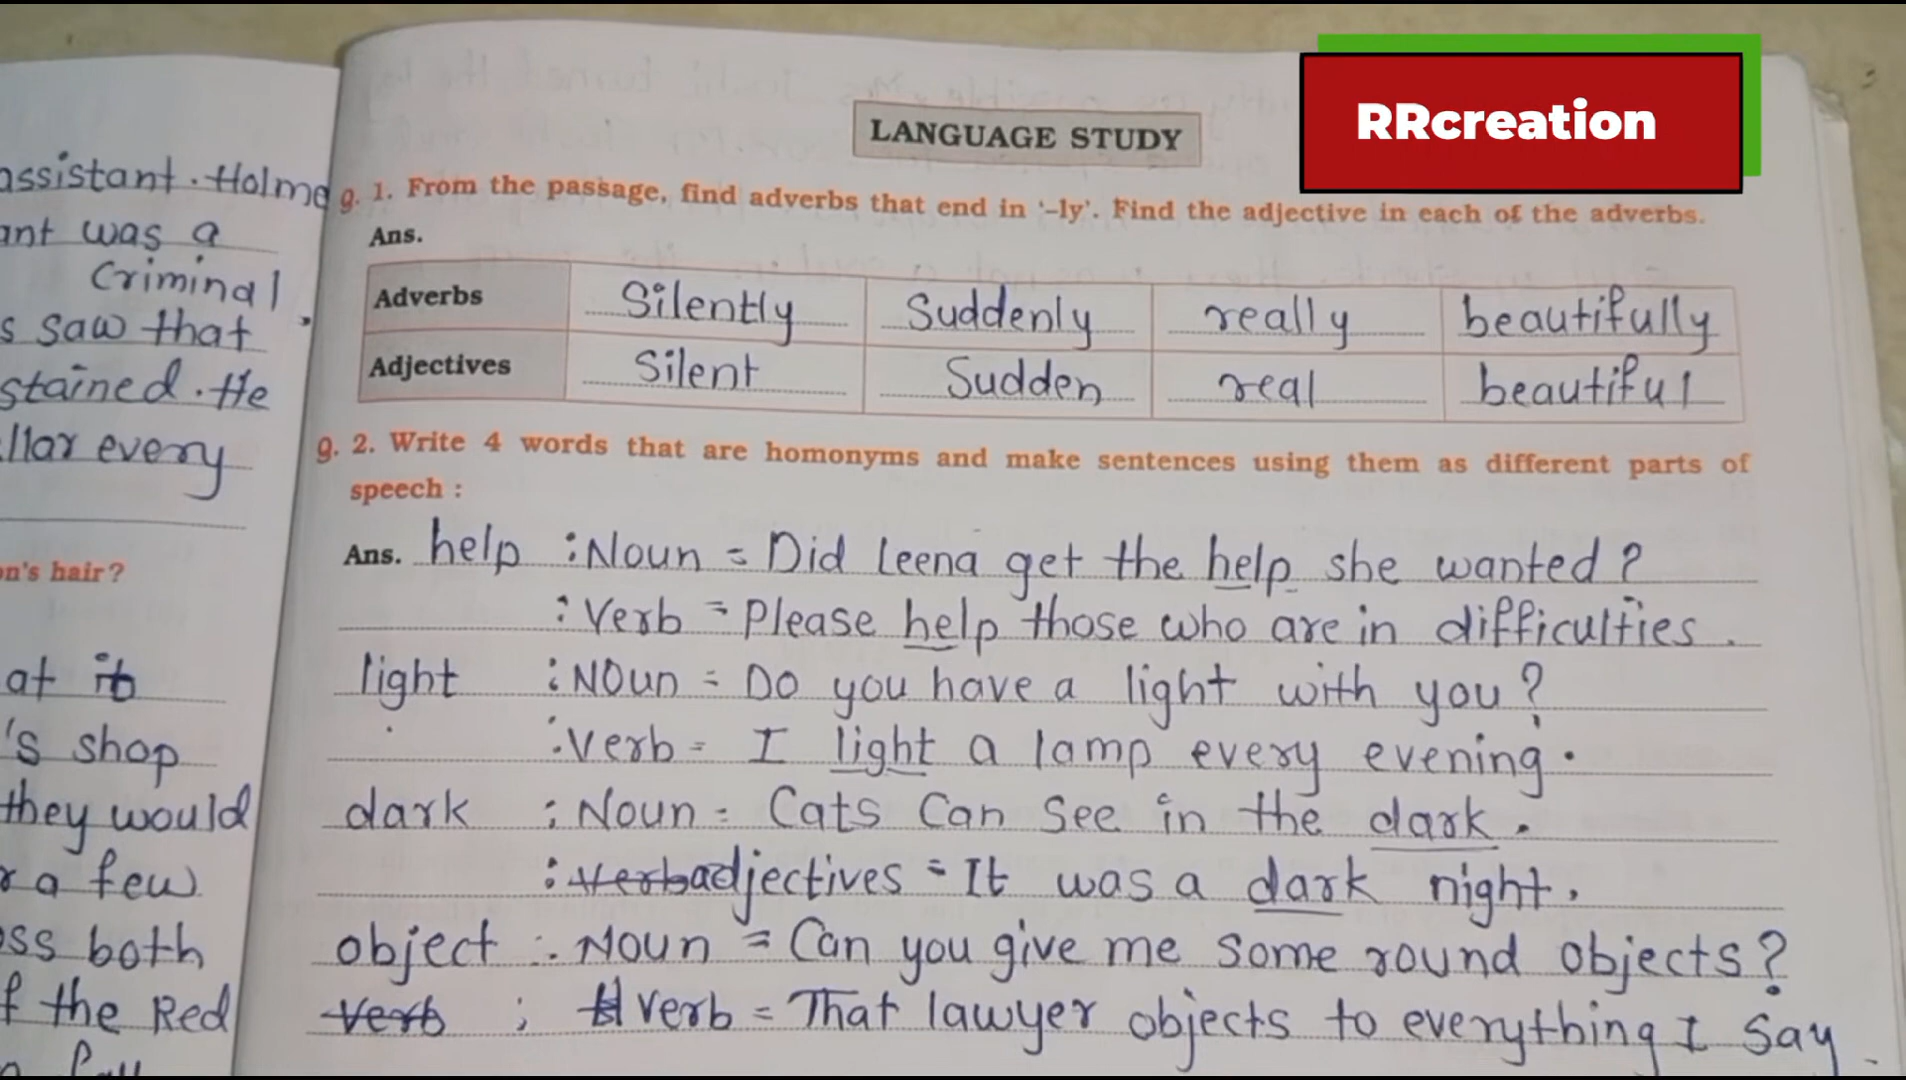 RRcreation
assistant. Holme
ant was a
Criminal.
s saw that
stained. He
llar every
on's hair?
at it
's shop
they would
r a few
oss both
f the Red
LANGUAGE STUDY
g. 1. From the passage, find adverbs that end in '-ly'. Find the adjective in each of the adverbs.
Ans.
Adverbs Silently Suddenly really beautifully
Adjectives Silent Sudden real beautiful
g. 2. Write 4 words that are homonyms and make sentences using them as different parts of
speech :
Ans. help : Noun = Did Leena get the help she wanted?
: Verb = Please help those who are in difficulties.
light : Noun = Do you have a light with you?
: Verb = I light a lamp every evening.
dark : Noun = Cats Can See in the dark.
: verb adjectives = It was a dark night.
object : Noun = Can you give me Some round objects?
verb : verb = That lawyer objects to everything I Say.